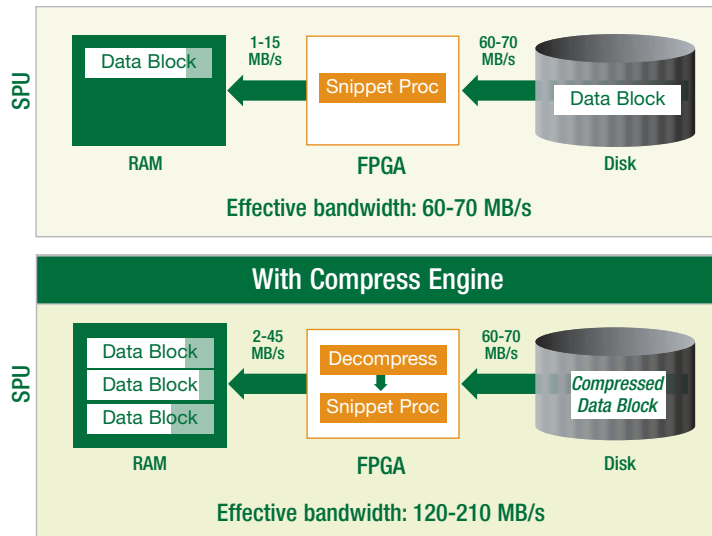 SPU
Data Block
RAM
1-15
MB/s
Snippet Proc
FPGA
60-70
MB/s
Data Block
Disk
Effective bandwidth: 60-70 MB/s
With Compress Engine
SPU
Data Block
Data Block
Data Block
RAM
2-45
MB/s
Decompress
Snippet Proc
FPGA
60-70
MB/s
Compressed
Data Block
Disk
Effective bandwidth: 120-210 MB/s